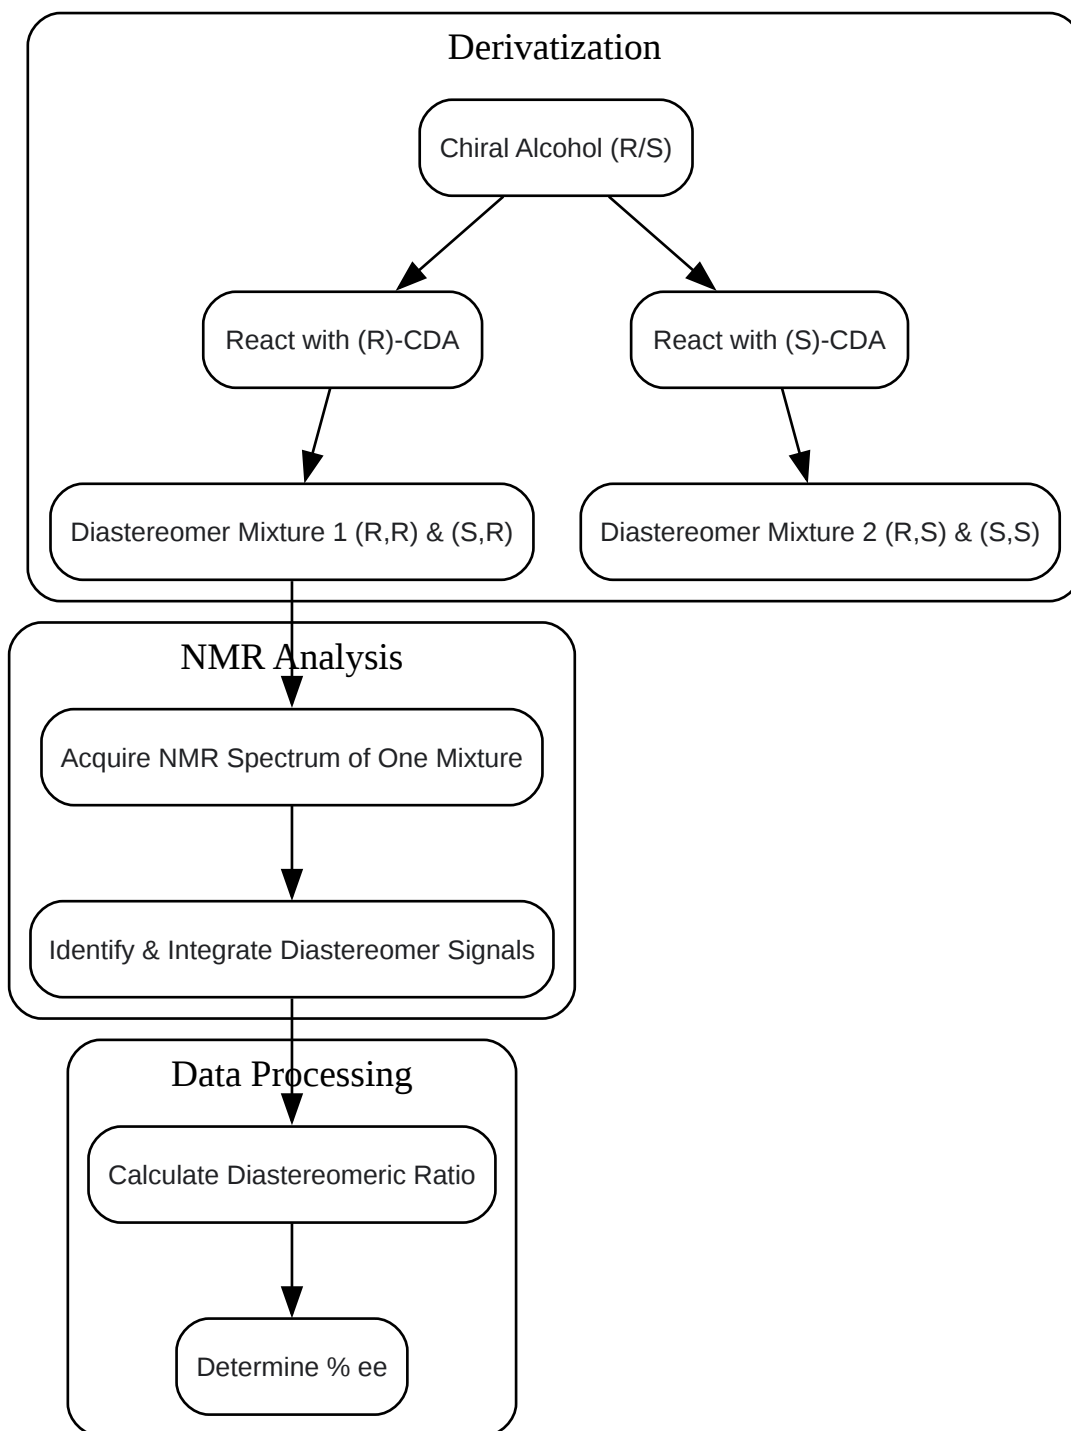 Derivatization
Chiral Alcohol (R/S)
React with (R)-CDA
React with (S)-CDA
Diastereomer Mixture 1 (R,R) & (S,R)
Diastereomer Mixture 2 (R,S) & (S,S)
NMR Analysis
Acquire NMR Spectrum of One Mixture
Identify & Integrate Diastereomer Signals
Data Processing
Calculate Diastereomeric Ratio
Determine % ee